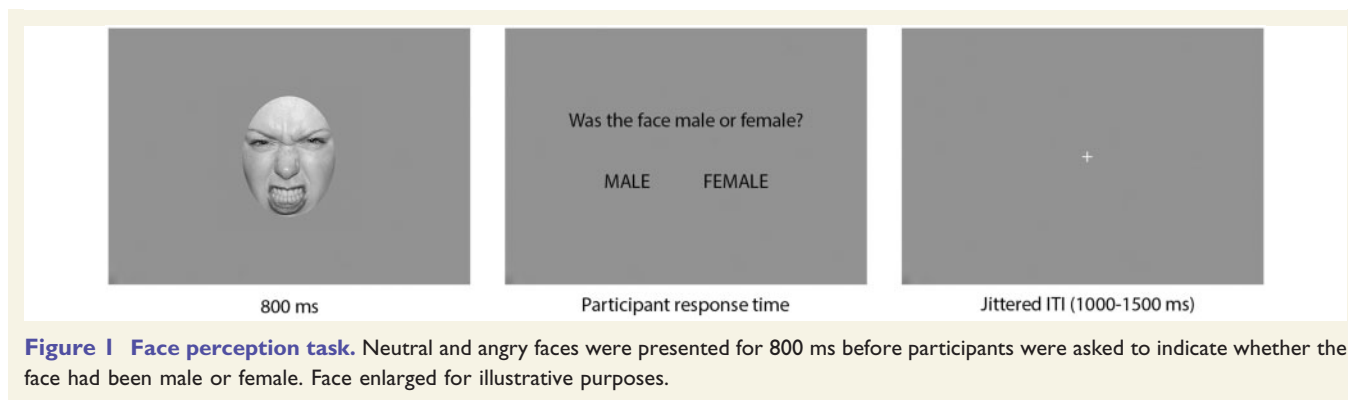 Was the face male or female?
MALE FEMALE
800 ms
Participant response time
Jittered ITI (1000-1500 ms)
Figure 1 Face perception task. Neutral and angry faces were presented for 800 ms before participants were asked to indicate whether the
face had been male or female. Face enlarged for illustrative purposes.